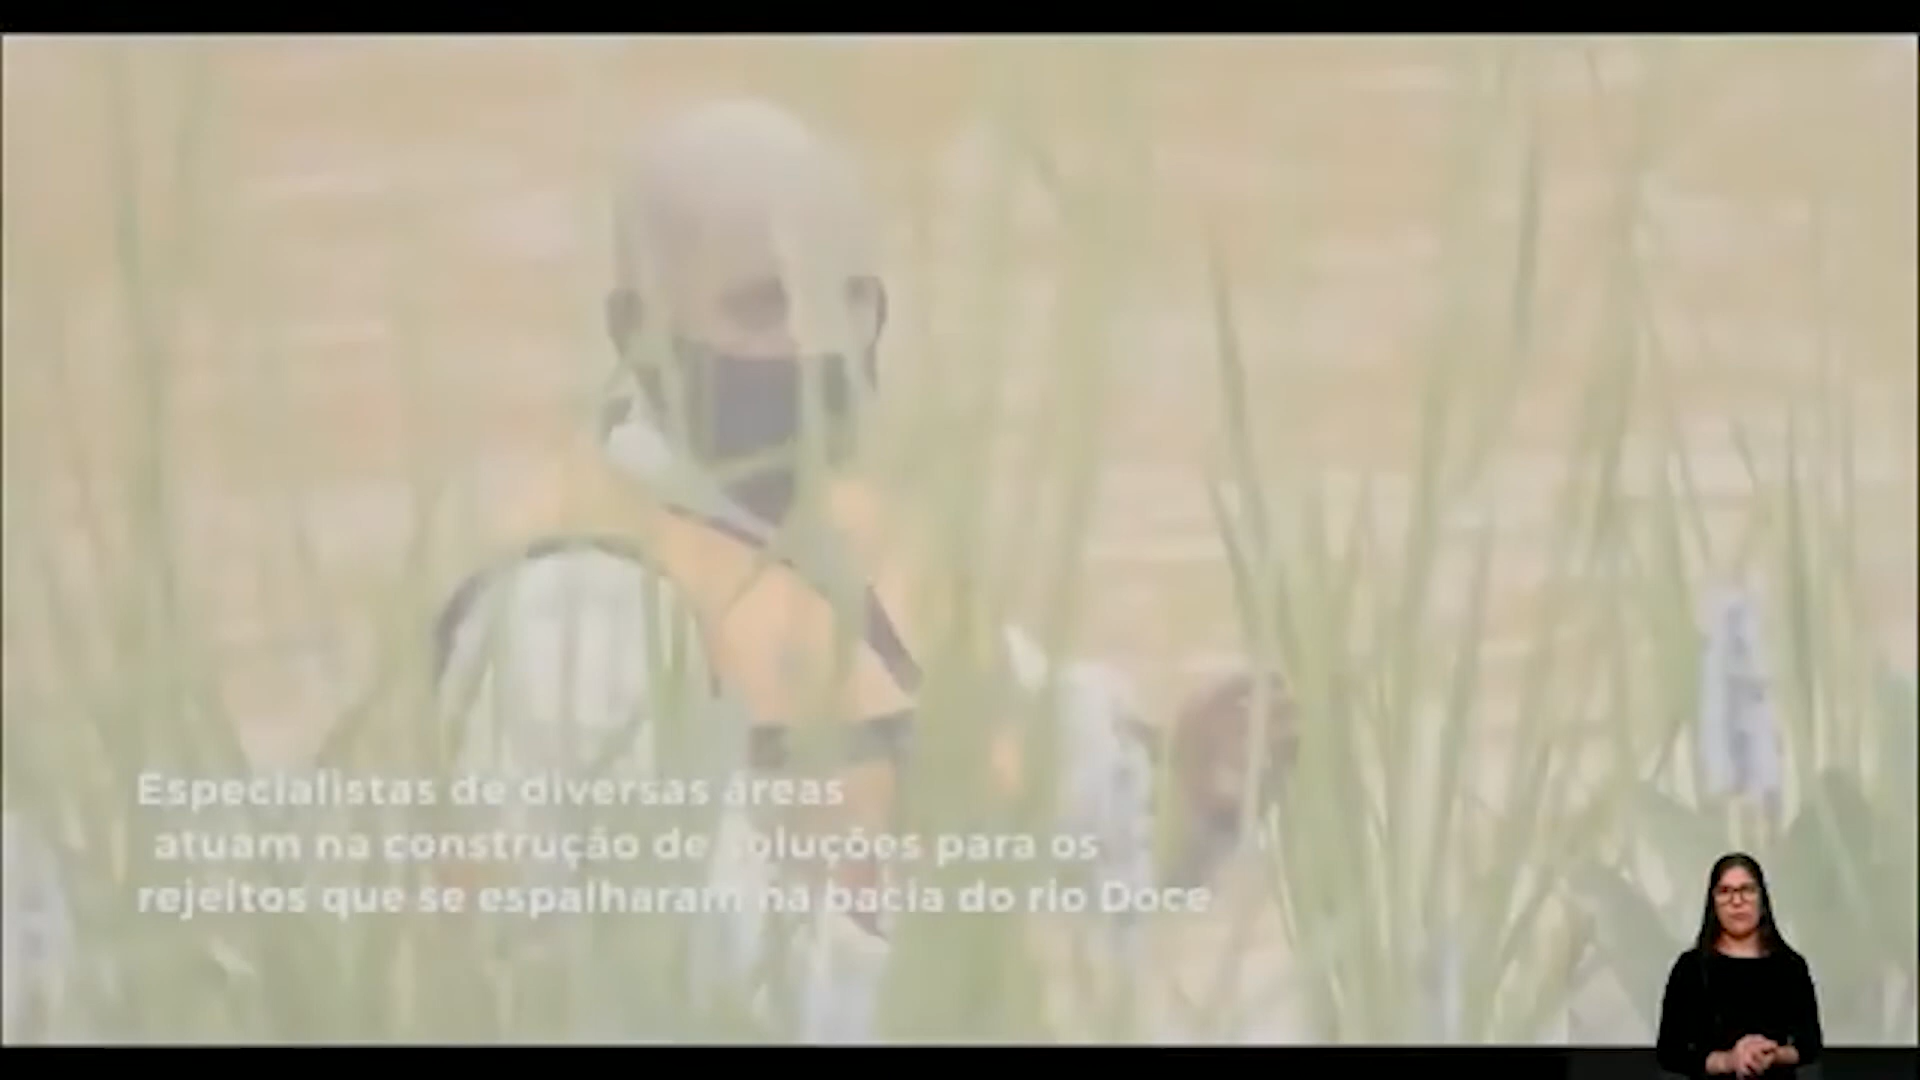 Especialistas de diversas áreas
atuam na construção de soluções para os
rejeitos que se espalharam na bacia do rio Doce